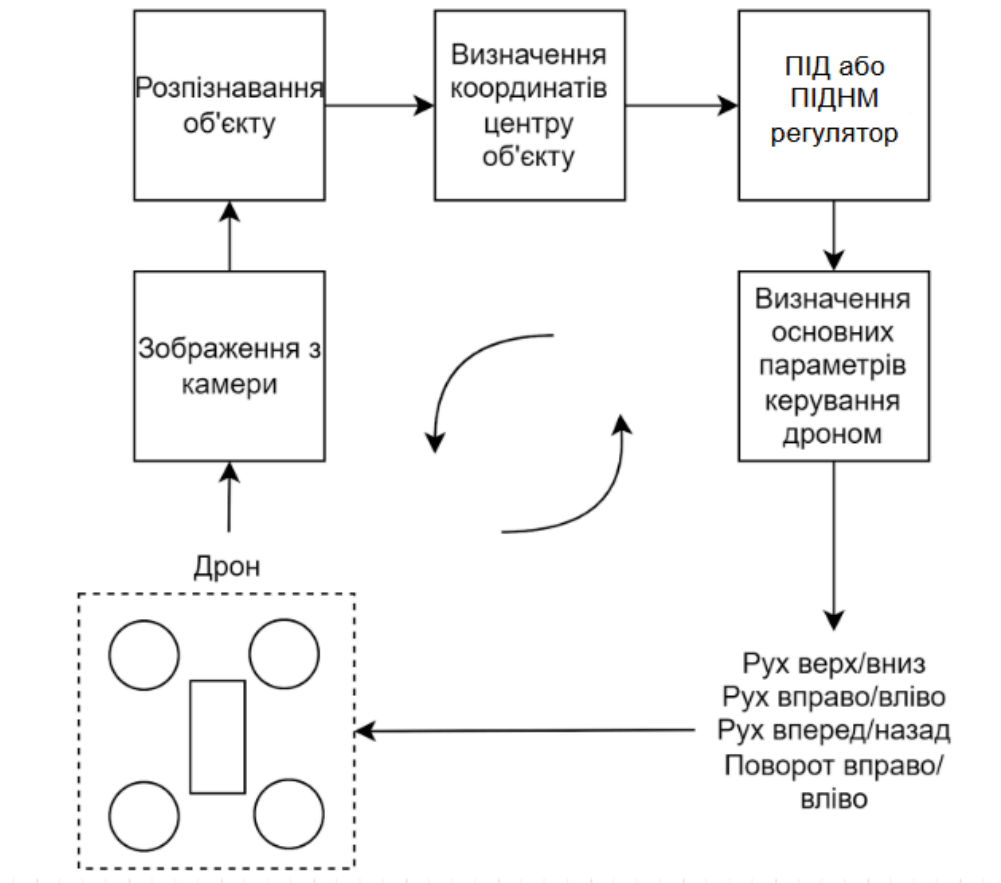 Розпізнавання
об'єкту
Визначення
координатів
центру
об'єкту
ПІД або
ПІДНМ
регулятор
Зображення з
камери
Визначення
основних
параметрів
керування
дроном
Дрон
Рух верх/вниз
Рух вправо/вліво
Рух вперед/назад
Поворот вправо/
вліво